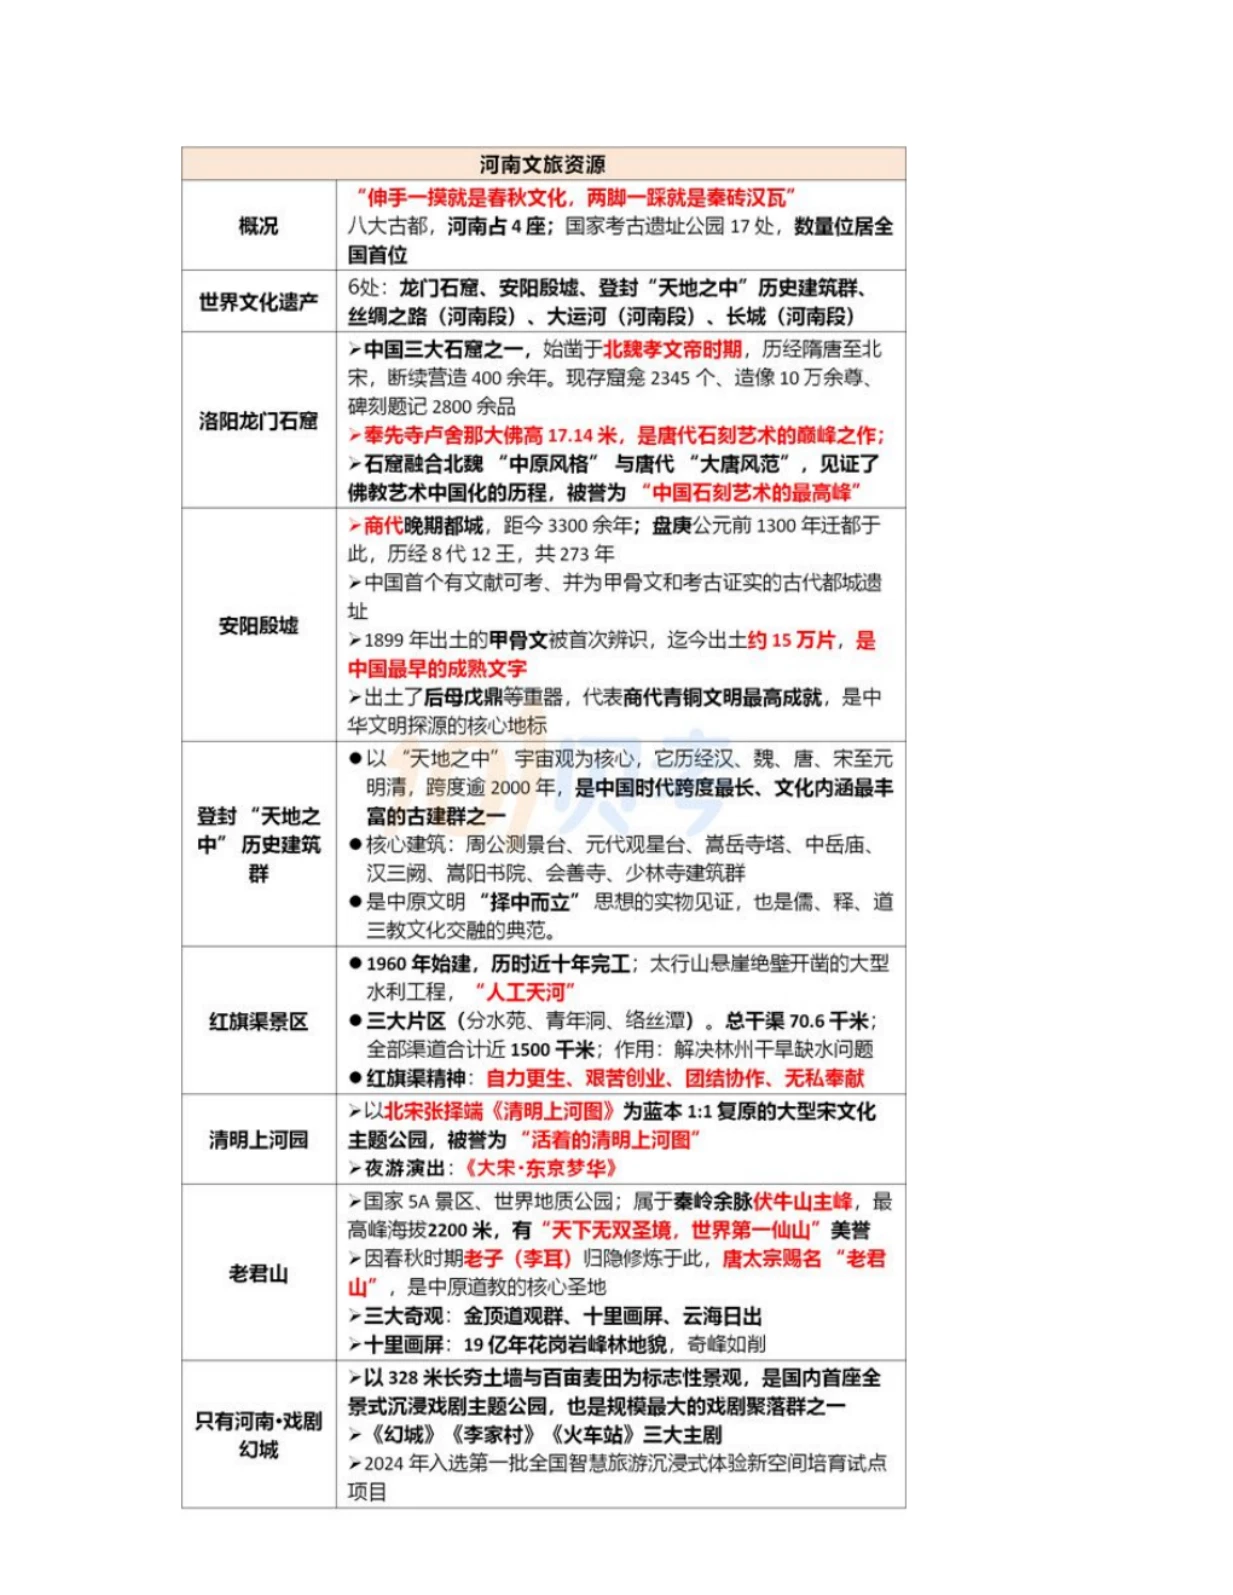 河南文旅资源
概况
“伸手一摸就是春秋文化，两脚一踩就是秦砖汉瓦”
八大古都，河南占 4 座；国家考古遗址公园 17 处，数量位居全
国首位
世界文化遗产
6处：龙门石窟、安阳殷墟、登封“天地之中”历史建筑群、
丝绸之路（河南段）、大运河（河南段）、长城（河南段）
洛阳龙门石窟
➢中国三大石窟之一，始凿于北魏孝文帝时期，历经隋唐至北
宋，断续营造 400 余年。现存窟龛 2345 个、造像 10 万余尊、
碑刻题记 2800 余品
➢奉先寺卢舍那大佛高 17.14 米，是唐代石刻艺术的巅峰之作；
➢石窟融合北魏 “中原风格” 与唐代 “大唐风范”，见证了
佛教艺术中国化的历程，被誉为 “中国石刻艺术的最高峰”
安阳殷墟
➢商代晚期都城，距今 3300 余年；盘庚公元前 1300 年迁都于
此，历经 8 代 12 王，共 273 年
➢中国首个有文献可考、并为甲骨文和考古证实的古代都城遗
址
➢1899 年出土的甲骨文被首次辨识，迄今出土约 15 万片，是
中国最早的成熟文字
➢出土了后母戊鼎等重器，代表商代青铜文明最高成就，是中
华文明探源的核心地标
登封 “天地之
中” 历史建筑
群
●以 “天地之中” 宇宙观为核心，它历经汉、魏、唐、宋至元
明清，跨度逾 2000 年，是中国时代跨度最长、文化内涵最丰
富的古建群之一
●核心建筑：周公测景台、元代观星台、嵩岳寺塔、中岳庙、
汉三阙、嵩阳书院、会善寺、少林寺建筑群
●是中原文明 “择中而立” 思想的实物见证，也是儒、释、道
三教文化交融的典范。
101贝考
红旗渠景区
●1960 年始建，历时近十年完工；太行山悬崖绝壁开凿的大型
水利工程，“人工天河”
●三大片区（分水苑、青年洞、络丝潭）。总干渠 70.6 千米；
全部渠道合计近 1500 千米；作用：解决林州干旱缺水问题
●红旗渠精神：自力更生、艰苦创业、团结协作、无私奉献
清明上河园
➢以北宋张择端《清明上河图》为蓝本 1:1 复原的大型宋文化
主题公园，被誉为 “活着的清明上河图”
➢夜游演出：《大宋·东京梦华》
老君山
➢国家 5A 景区、世界地质公园；属于秦岭余脉伏牛山主峰，最
高峰海拔2200 米，有“天下无双圣境，世界第一仙山”美誉
➢因春秋时期老子（李耳）归隐修炼于此，唐太宗赐名 “老君
山”，是中原道教的核心圣地
➢三大奇观：金顶道观群、十里画屏、云海日出
➢十里画屏：19 亿年花岗岩峰林地貌，奇峰如削
只有河南·戏剧
幻城
➢以 328 米长夯土墙与百亩麦田为标志性景观，是国内首座全
景式沉浸戏剧主题公园，也是规模最大的戏剧聚落群之一
➢《幻城》《李家村》《火车站》三大主剧
➢2024 年入选第一批全国智慧旅游沉浸式体验新空间培育试点
项目